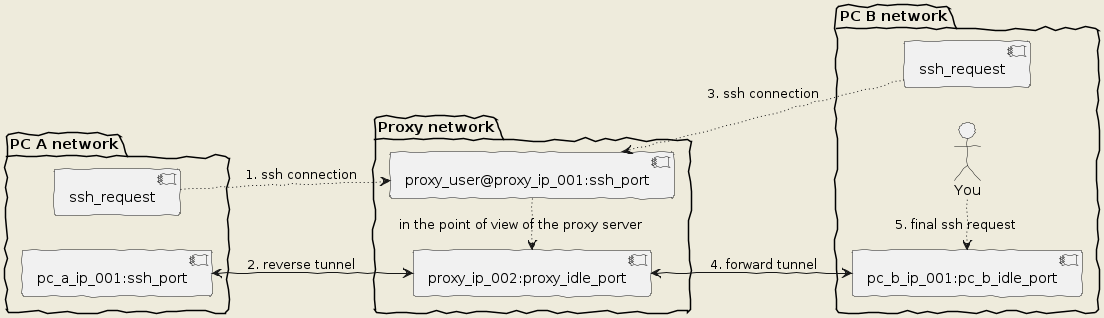 PC B network
ssh_request
3. ssh connection
Proxy network
PC A network
proxy_user@proxy_ip_001:ssh_port
1. ssh connection
ssh_request
You
in the point of view of the proxy server
5. final ssh request
2. reverse tunnel
4. forward tunnel
pc_a_ip_001:ssh_port
proxy_ip_002:proxy_idle_port
pc_b_ip_001:pc_b_idle_port